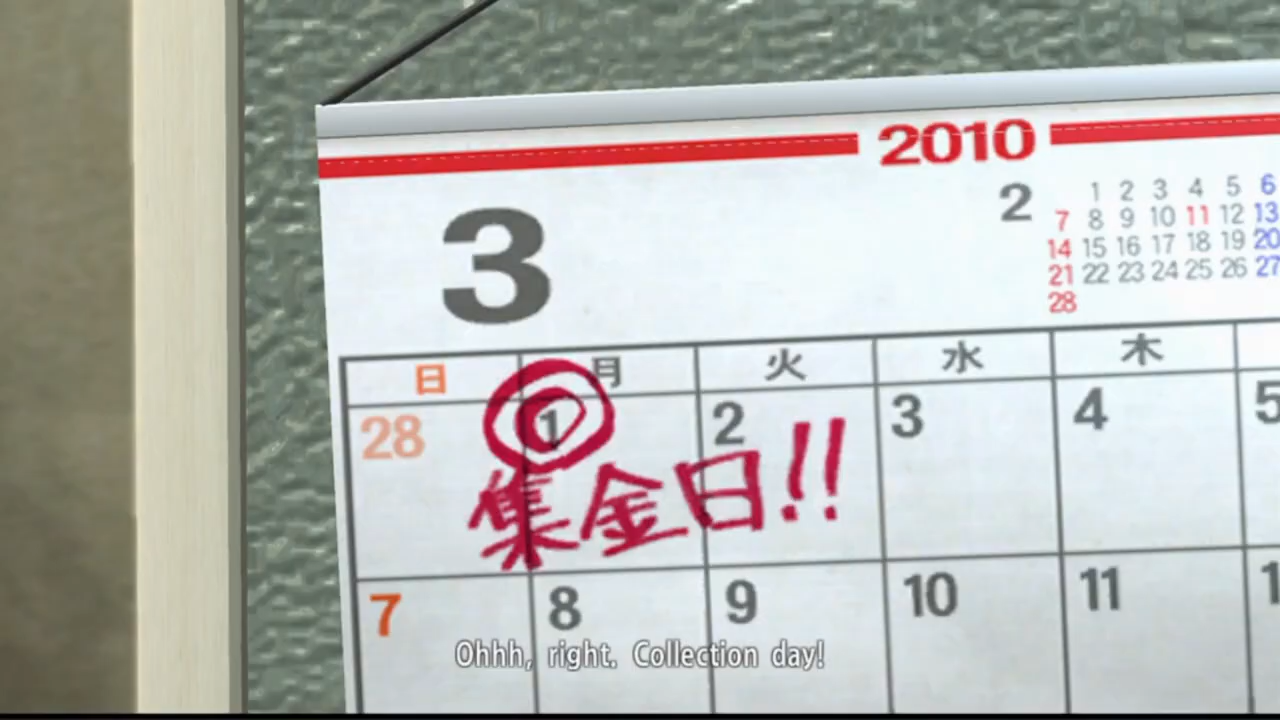 2010
3
2
1 2 3 4 5 6
7 8 9 10 11 12 13
14 15 16 17 18 19 20
21 22 23 24 25 26 27
28
日 月 火 水 木
28 1 2 3 4 5
集金日!!
7 8 9 10 11
Ohhh, right. Collection day!